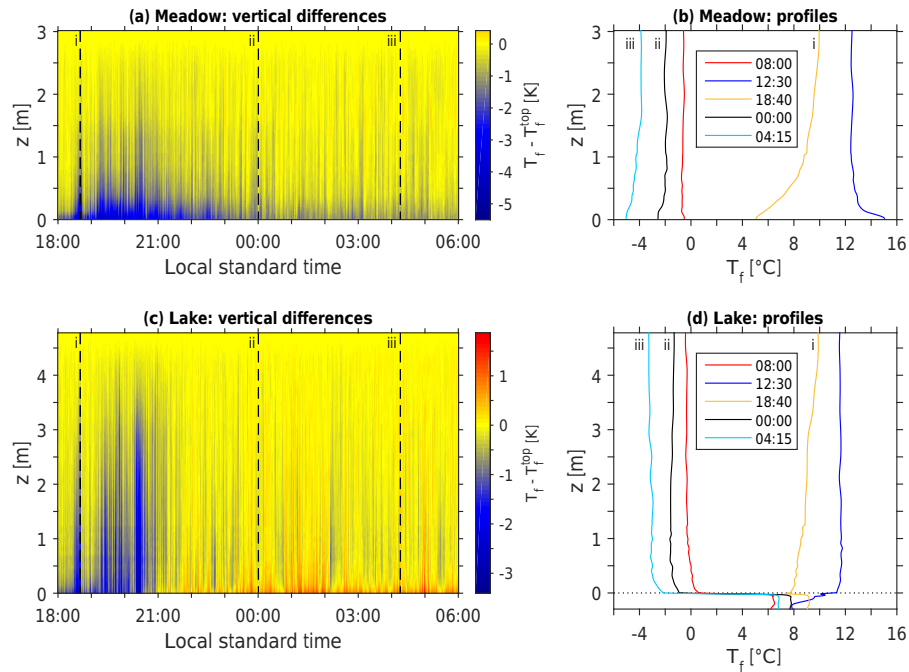 (a) Meadow: vertical differences
(b) Meadow: profiles
3
2
1
0
z [m]
i
ii
iii
18:00
21:00
00:00
03:00
06:00
Local standard time
0
-1
-2
-3
-4
-5
T_f - T_f^top [K]
3
2
1
0
z [m]
iii
ii
i
08:00
12:30
18:40
00:00
04:15
-4
0
4
8
12
16
T_f [°C]
(c) Lake: vertical differences
(d) Lake: profiles
4
3
2
1
0
z [m]
i
ii
iii
18:00
21:00
00:00
03:00
06:00
Local standard time
1
0
-1
-2
-3
T_f - T_f^top [K]
4
3
2
1
0
z [m]
iii
ii
i
08:00
12:30
18:40
00:00
04:15
-4
0
4
8
12
16
T_f [°C]